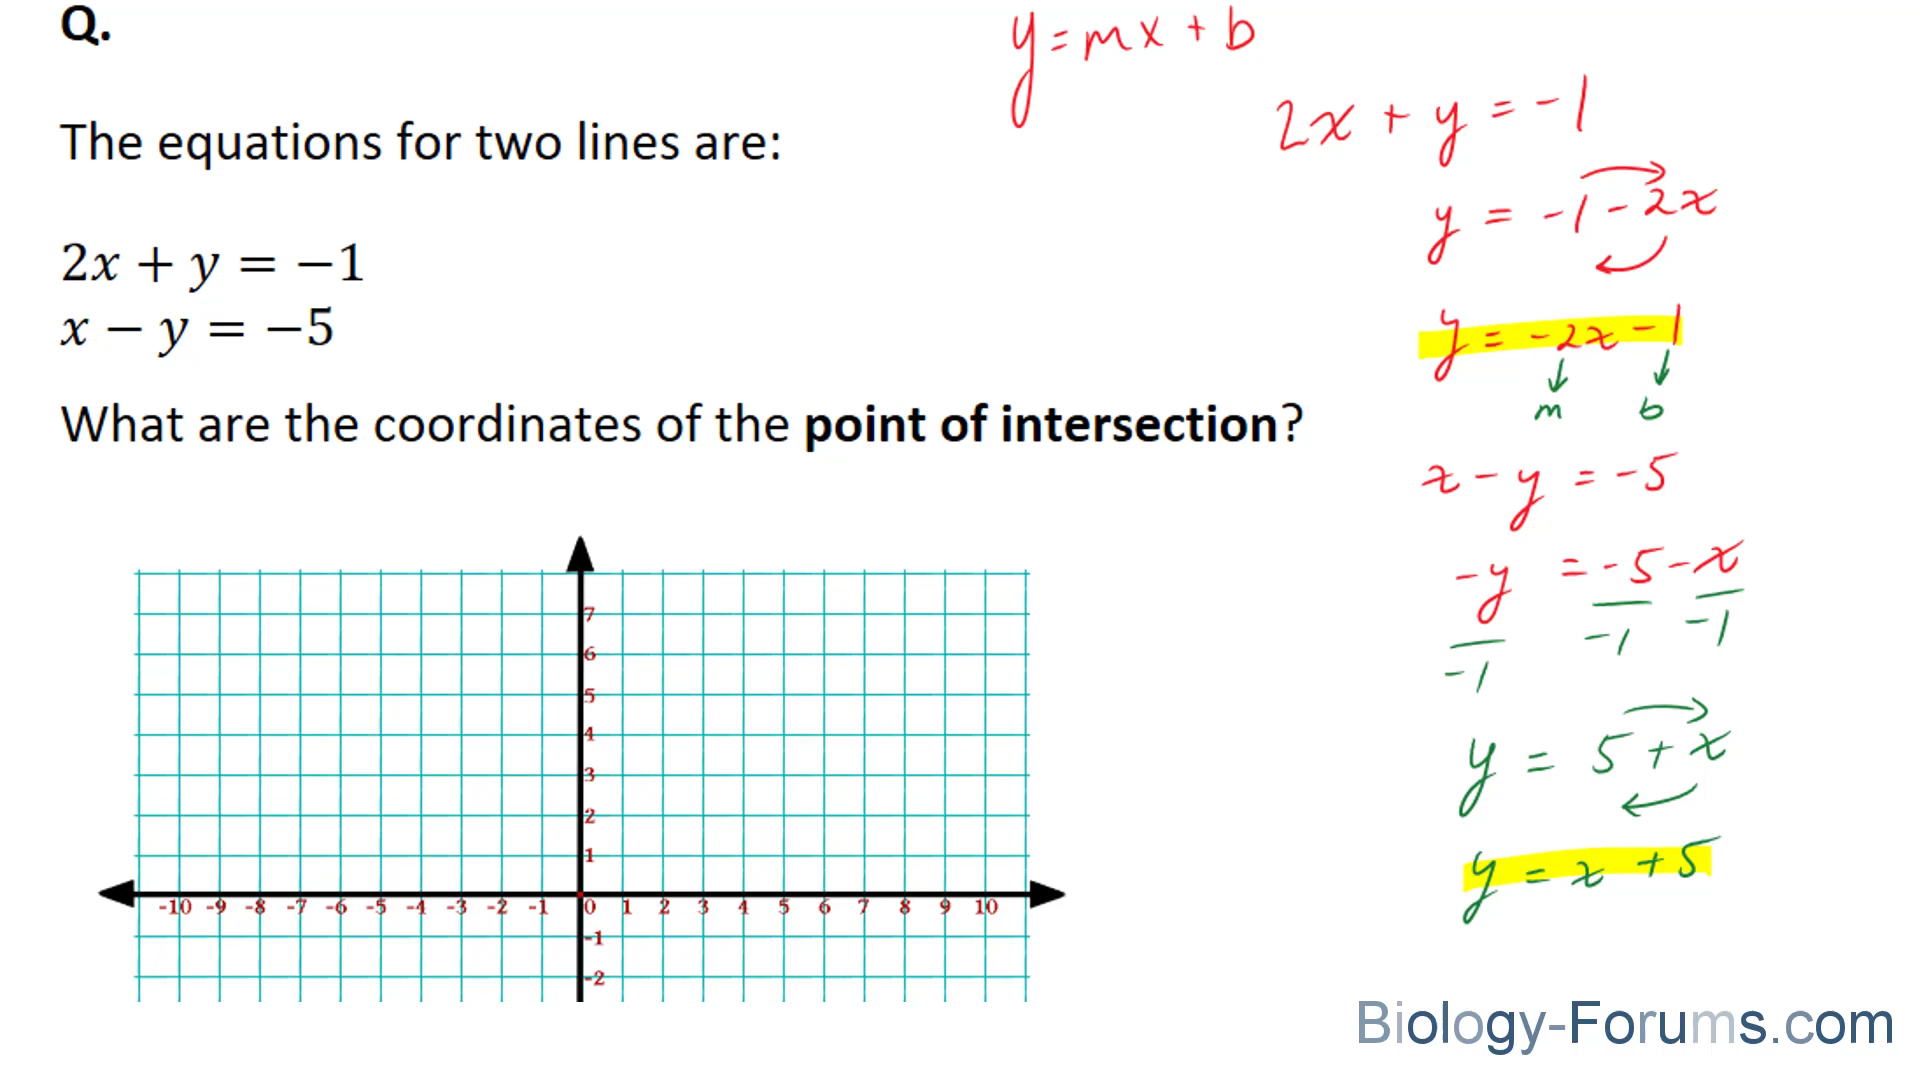 Q.
The equations for two lines are:
2x + y = −1
x − y = −5
What are the coordinates of the point of intersection?
y = mx + b
2x + y = -1
y = -1 - 2x
y = -2x - 1
m b
x - y = -5
-y = -5 - x
-1 -1 -1
y = 5 + x
y = x + 5
7
6
5
4
3
2
1
-10 -9 -8 -7 -6 -5 -4 -3 -2 -1 0 1 2 3 4 5 6 7 8 9 10
-1
-2
Biology-Forums.com